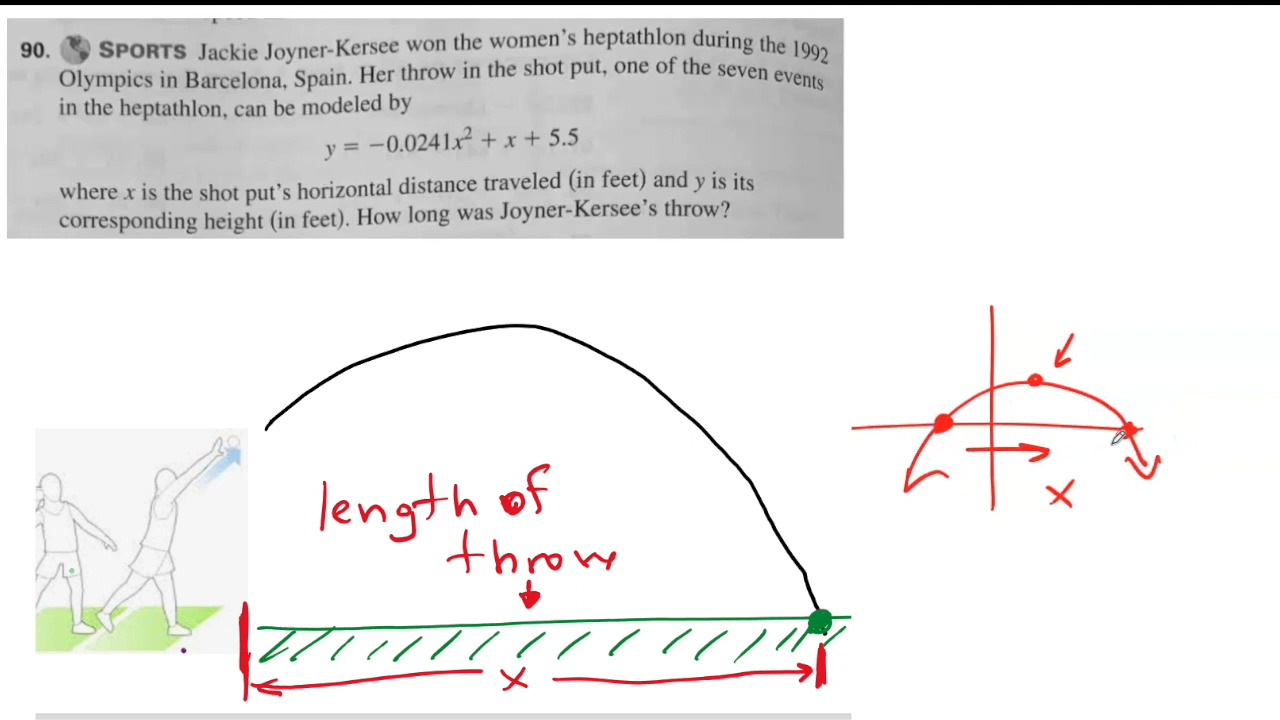 90. SPORTS Jackie Joyner-Kersee won the women's heptathlon during the 1992
Olympics in Barcelona, Spain. Her throw in the shot put, one of the seven events
in the heptathlon, can be modeled by
y = −0.0241x² + x + 5.5
where x is the shot put's horizontal distance traveled (in feet) and y is its
corresponding height (in feet). How long was Joyner-Kersee's throw?
length of
throw
x
x